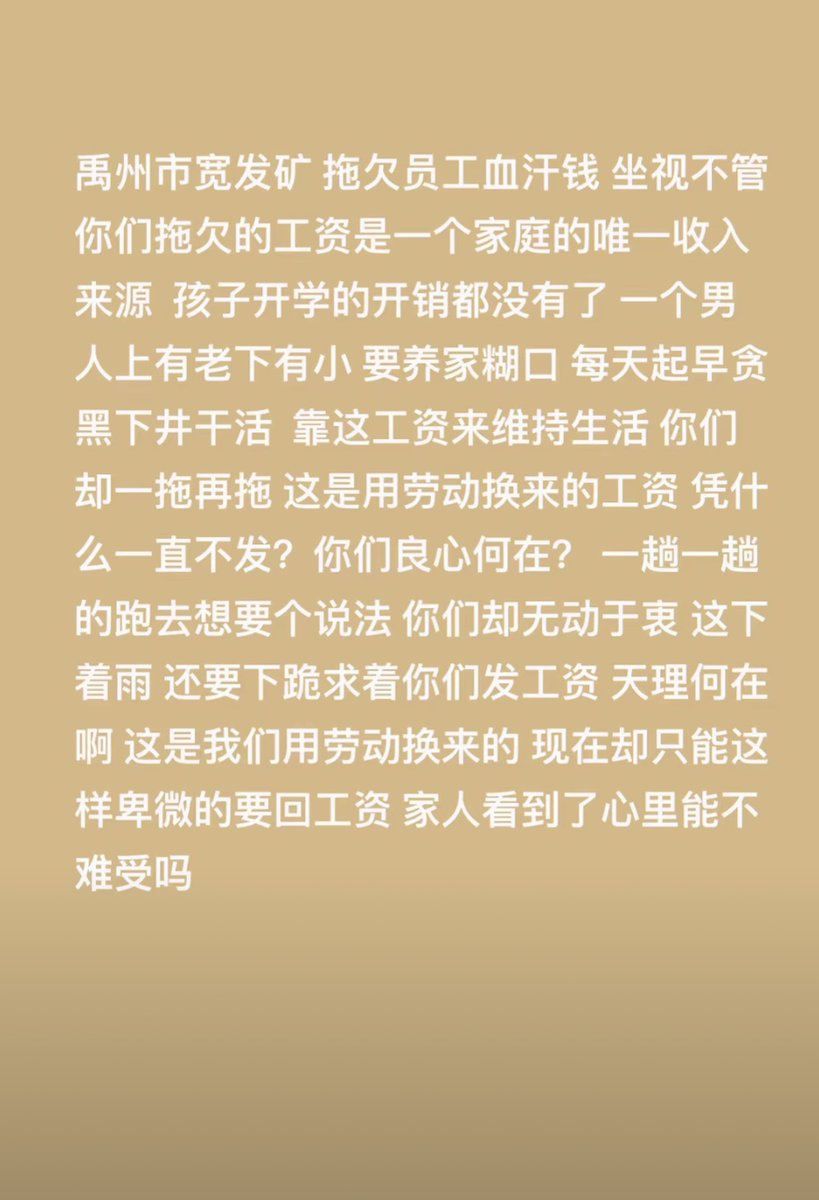 禹州市宽发矿 拖欠员工血汗钱 坐视不管
你们拖欠的工资是一个家庭的唯一收入
来源 孩子开学的开销都没有了 一个男
人上有老下有小 要养家糊口 每天起早贪
黑下井干活 靠这工资来维持生活 你们
却一拖再拖 这是用劳动换来的工资 凭什
么一直不发？你们良心何在？ 一趟一趟
的跑去想要个说法 你们却无动于衷 这下
着雨 还要下跪求着你们发工资 天理何在
啊 这是我们用劳动换来的 现在却只能这
样卑微的要回工资 家人看到了心里能不
难受吗